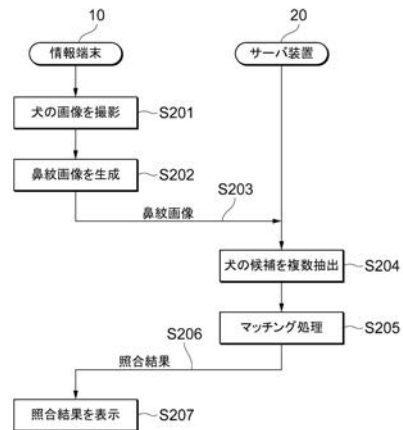 10
20
情報端末
サーバ装置
犬の画像を撮影
S201
鼻紋画像を生成
S202
S203
鼻紋画像
犬の候補を複数抽出
S204
マッチング処理
S205
S206
照合結果
照合結果を表示
S207